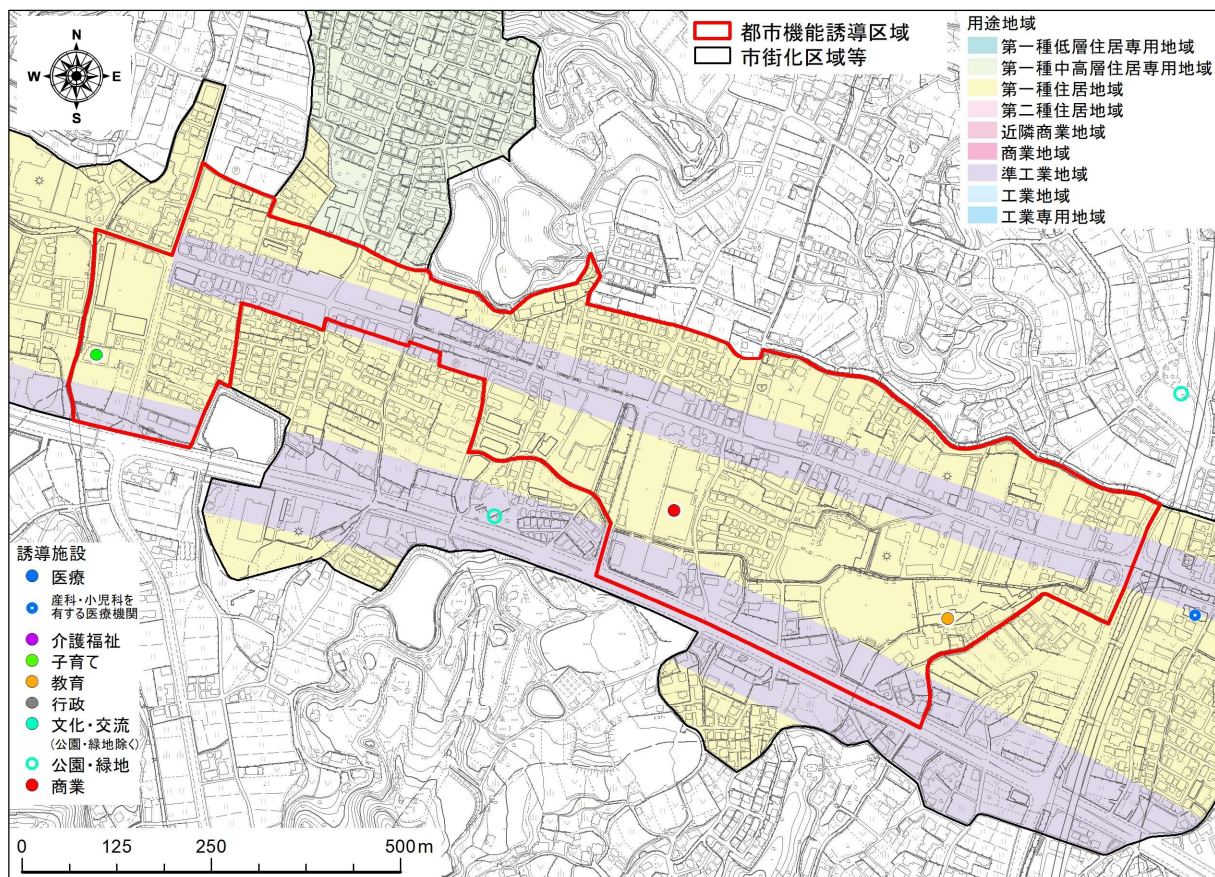 N
W
E
S
都市機能誘導区域
市街化区域等
用途地域
第一種低層住居専用地域
第一種中高層住居専用地域
第一種住居地域
第二種住居地域
近隣商業地域
商業地域
準工業地域
工業地域
工業専用地域
誘導施設
医療
産科・小児科を
有する医療機関
介護福祉
子育て
教育
行政
文化・交流
(公園・緑地除く)
公園・緑地
商業
0 125 250 500m